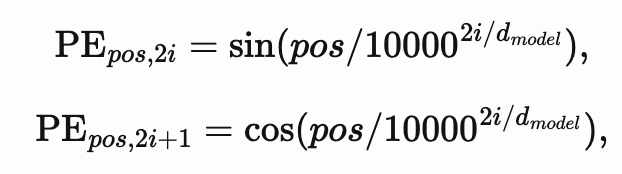 PE_{pos,2i} = sin(pos/10000^{2i/d_{model}}),
PE_{pos,2i+1} = cos(pos/10000^{2i/d_{model}}),